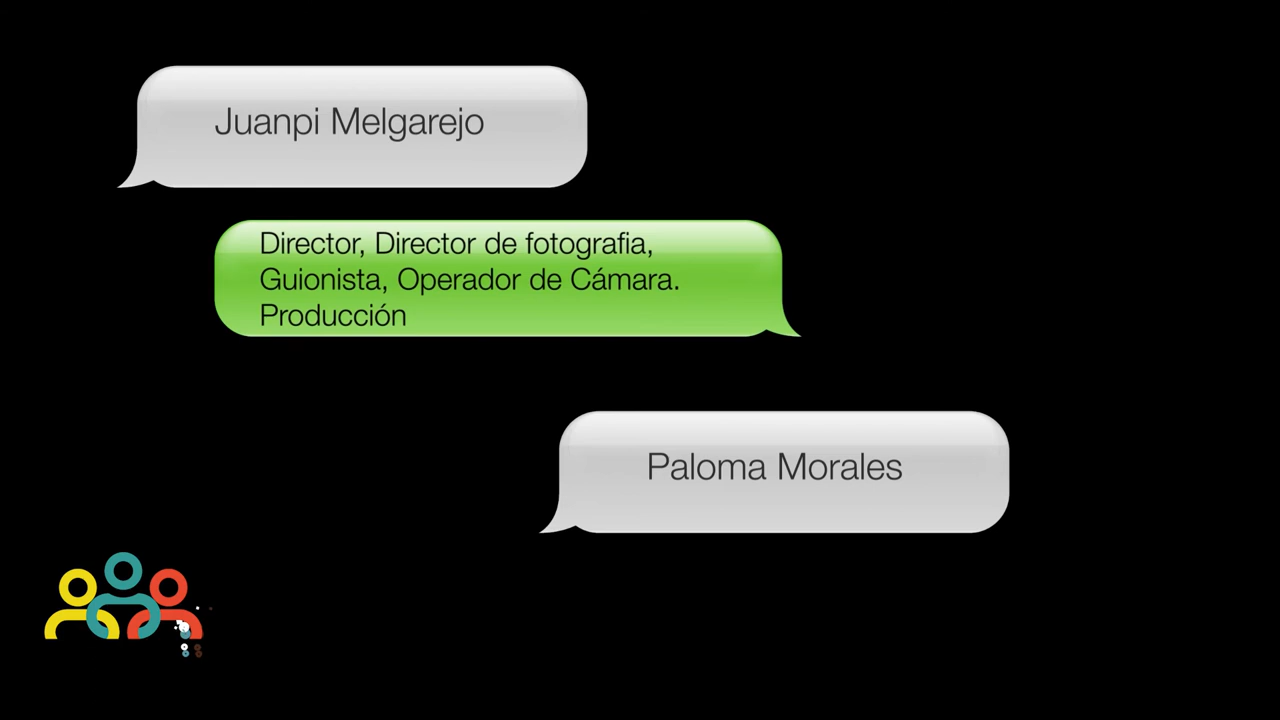 Juanpi Melgarejo
Director, Director de fotografia,
Guionista, Operador de Cámara.
Producción
Paloma Morales